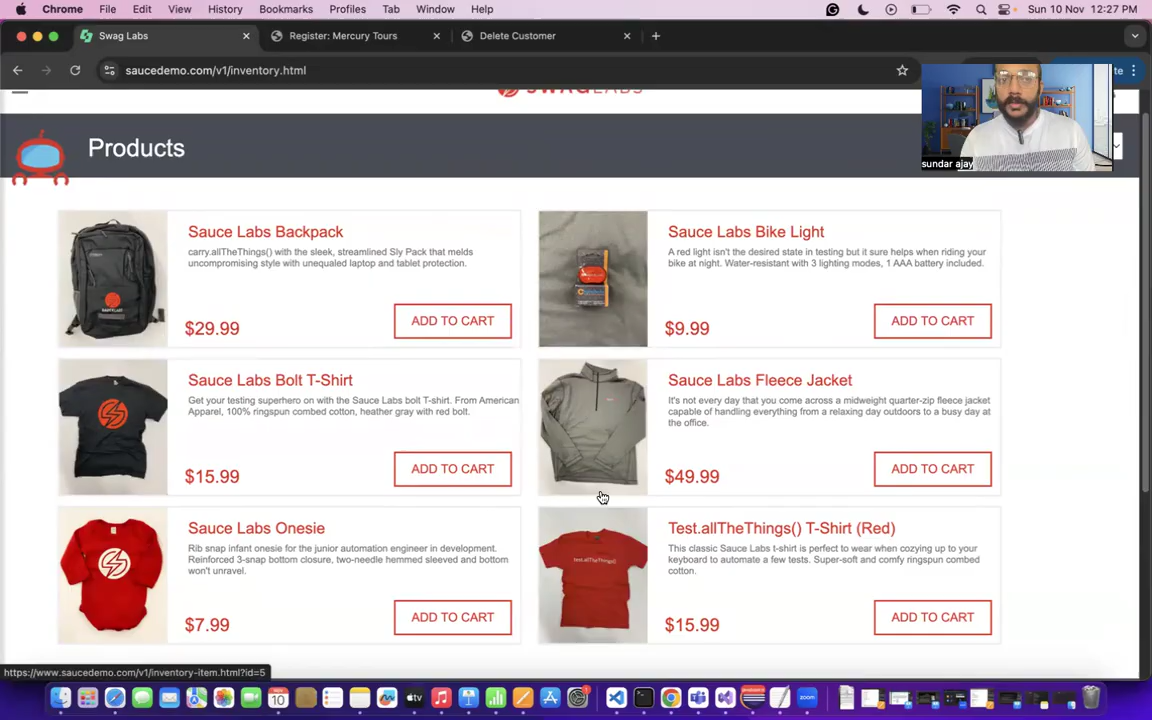 Chrome File Edit View History Bookmarks Profiles Tab Window Help Sun 10 Nov 12:27 PM
Swag Labs Register: Mercury Tours Delete Customer
saucedemo.com/v1/inventory.html
SWAGLABS
sundar ajay
Products
Sauce Labs Backpack
carry.allTheThings() with the sleek, streamlined Sly Pack that melds
uncompromising style with unequaled laptop and tablet protection.
$29.99
ADD TO CART
Sauce Labs Bike Light
A red light isn't the desired state in testing but it sure helps when riding your
bike at night. Water-resistant with 3 lighting modes, 1 AAA battery included.
$9.99
ADD TO CART
Sauce Labs Bolt T-Shirt
Get your testing superhero on with the Sauce Labs bolt T-shirt. From American
Apparel, 100% ringspun combed cotton, heather gray with red bolt.
$15.99
ADD TO CART
Sauce Labs Fleece Jacket
It's not every day that you come across a midweight quarter-zip fleece jacket
capable of handling everything from a relaxing day outdoors to a busy day at
the office.
$49.99
ADD TO CART
Sauce Labs Onesie
Rib snap infant onesie for the junior automation engineer in development.
Reinforced 3-snap bottom closure, two-needle hemmed sleeved and bottom
won't unravel.
$7.99
ADD TO CART
Test.allTheThings() T-Shirt (Red)
This classic Sauce Labs t-shirt is perfect to wear when cozying up to your
keyboard to automate a few tests. Super-soft and comfy ringspun combed
cotton.
test.allTheThings()
$15.99
ADD TO CART
https://www.saucedemo.com/v1/inventory-item.html?id=5